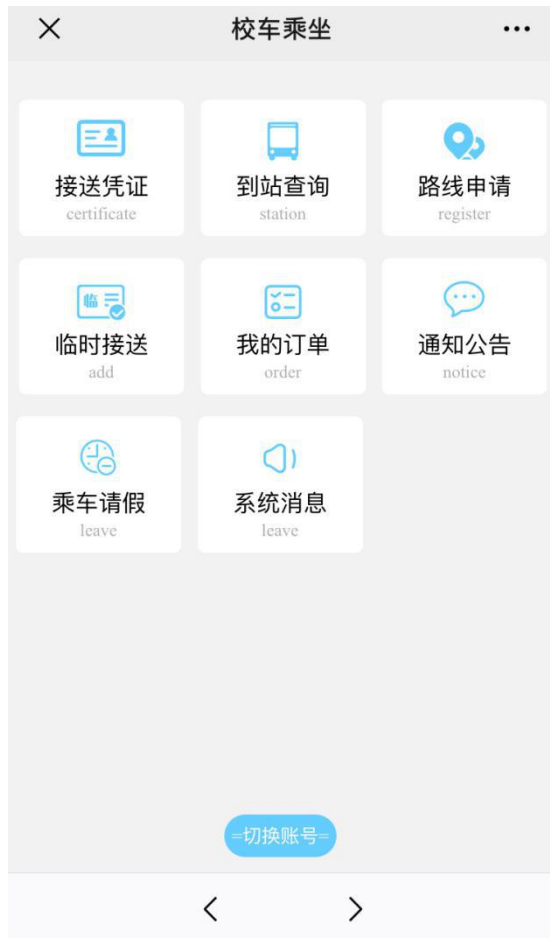 校车乘坐
接送凭证
certificate
到站查询
station
路线申请
register
临
临时接送
add
我的订单
order
通知公告
notice
乘车请假
leave
系统消息
leave
=切换账号=